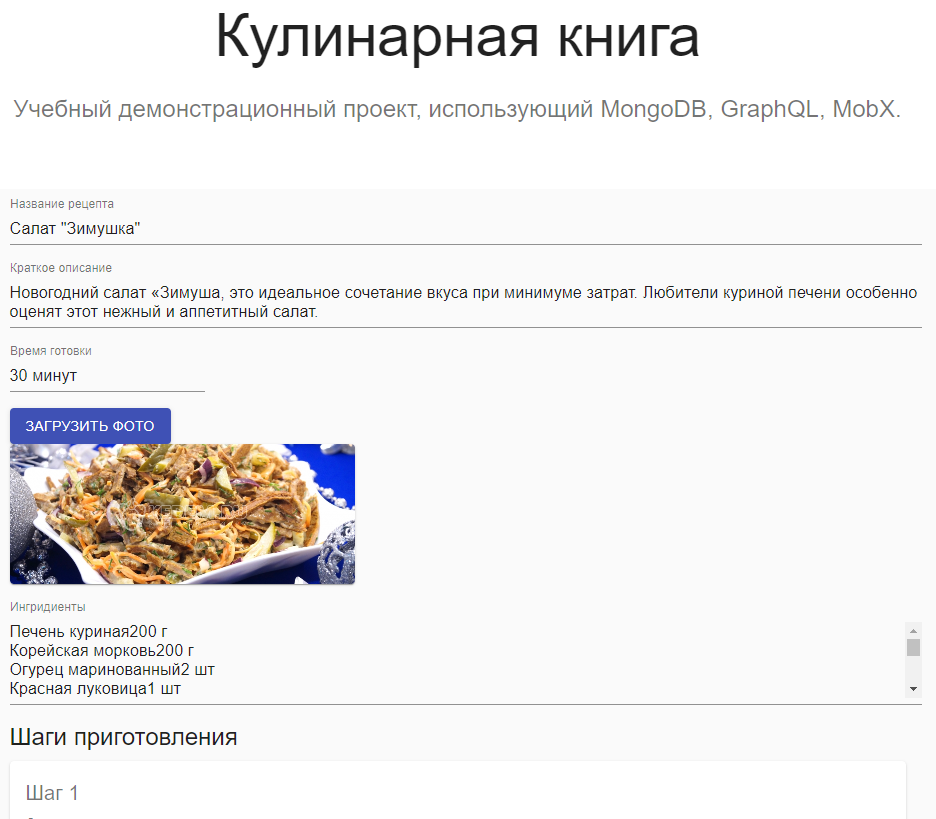 Кулинарная книга
Учебный демонстрационный проект, использующий MongoDB, GraphQL, MobX.
Название рецепта
Салат "Зимушка"
Краткое описание
Новогодний салат «Зимуша, это идеальное сочетание вкуса при минимуме затрат. Любители куриной печени особенно
оценят этот нежный и аппетитный салат.
Время готовки
30 минут
ЗАГРУЗИТЬ ФОТО
Ингридиенты
Печень куриная200 г
Корейская морковь200 г
Огурец маринованный2 шт
Красная луковица1 шт
Шаги приготовления
Шаг 1